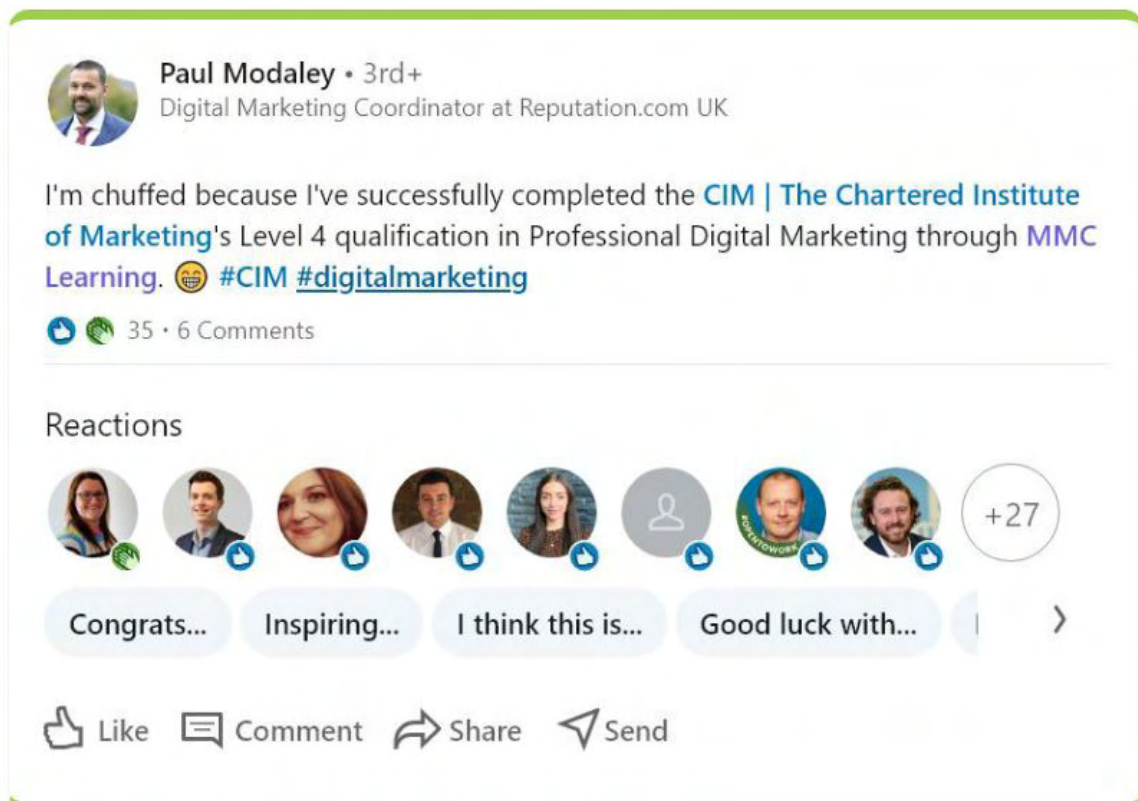 Paul Modaley • 3rd+
Digital Marketing Coordinator at Reputation.com UK
I'm chuffed because I've successfully completed the CIM | The Chartered Institute
of Marketing's Level 4 qualification in Professional Digital Marketing through MMC
Learning. 😁 #CIM #digitalmarketing
35 • 6 Comments
Reactions
#OPENTOWORK
+27
Congrats... Inspiring... I think this is... Good luck with...
Like Comment Share Send